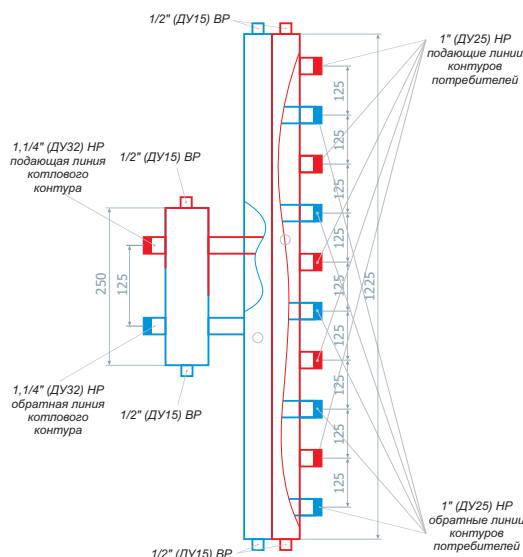 1/2" (ДУ15) ВР
1" (ДУ25) НР
подающие линии
контуров
потребителей
1,1/4" (ДУ32) НР
подающая линия
котлового
контура
1/2" (ДУ15) ВР
250
125
125
125
125
125
125
125
125
125
125
1225
1,1/4" (ДУ32) НР
обратная линия
котлового
контура
1/2" (ДУ15) ВР
1" (ДУ25) НР
обратные линии
контуров
потребителей
1/2" (ДУ15) ВР